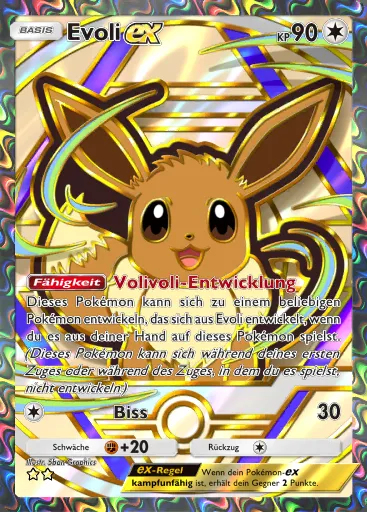 BASIS Evoli ex KP 90
Fähigkeit Volivoli-Entwicklung
Dieses Pokémon kann sich zu einem beliebigen
Pokémon entwickeln, das sich aus Evoli entwickelt, wenn
du es aus deiner Hand auf dieses Pokémon spielst.
(Dieses Pokémon kann sich während deines ersten
Zuges oder während des Zuges, in dem du es spielst,
nicht entwickeln.)
Biss 30
Schwäche +20 Rückzug
Illustr. 5ban Graphics
ex-Regel Wenn dein Pokémon-ex
kampfunfähig ist, erhält dein Gegner 2 Punkte.